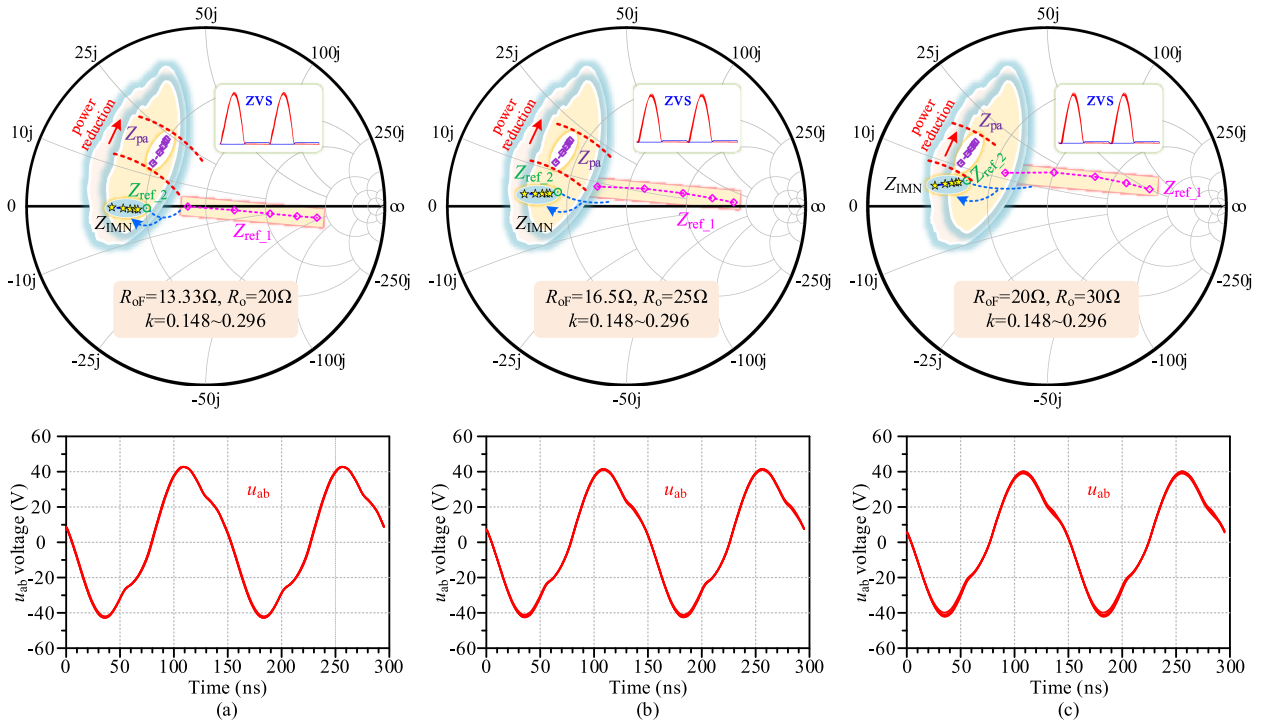 50j
25j
100j
10j
250j
power
reduction
ZVS
Zpa
Zref_2
0
∞
ZIMN
Zref_1
-10j
-250j
RoF=13.33Ω, Ro=20Ω
k=0.148~0.296
-25j
-100j
-50j
50j
25j
100j
10j
250j
power
reduction
ZVS
Zpa
Zref_2
0
∞
ZIMN
Zref_1
-10j
-250j
RoF=16.5Ω, Ro=25Ω
k=0.148~0.296
-25j
-100j
-50j
50j
25j
100j
10j
250j
power
reduction
ZVS
Zpa
Zref_2
ZIMN
Zref_1
0
∞
-10j
-250j
RoF=20Ω, Ro=30Ω
k=0.148~0.296
-25j
-100j
-50j
uab voltage (V)
60
40
20
0
-20
-40
-60
uab
0 50 100 150 200 250 300
Time (ns)
(a)
uab voltage (V)
60
40
20
0
-20
-40
-60
uab
0 50 100 150 200 250 300
Time (ns)
(b)
uab voltage (V)
60
40
20
0
-20
-40
-60
uab
0 50 100 150 200 250 300
Time (ns)
(c)